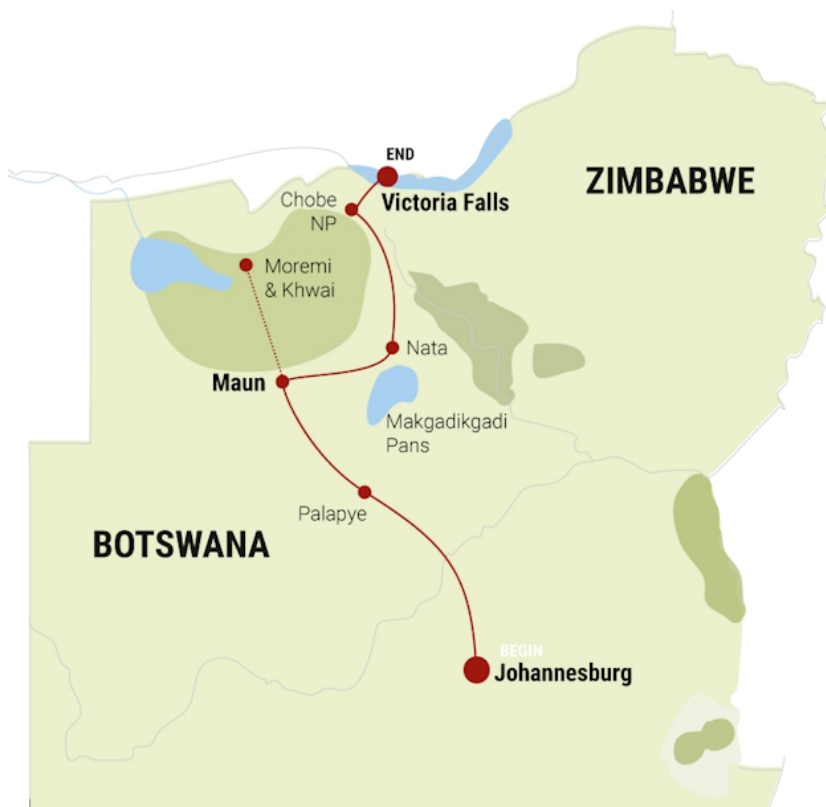 END
ZIMBABWE
Chobe
NP
Victoria Falls
Moremi
& Khwai
Nata
Maun
Makgadikgadi
Pans
Palapye
BOTSWANA
BEGIN
Johannesburg